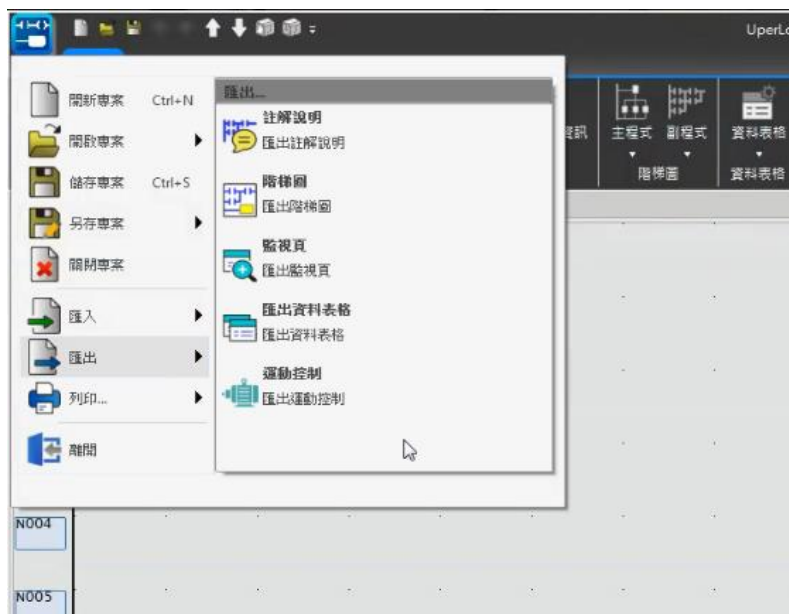 UperLo
開新專案 Ctrl+N
開啟專案
儲存專案 Ctrl+S
另存專案
關閉專案
匯入
匯出
列印...
離開
匯出...
註解說明
匯出註解說明
階梯圖
匯出階梯圖
監視頁
匯出監視頁
匯出資料表格
匯出資料表格
運動控制
匯出運動控制
資訊
主程式
副程式
階梯圖
資料表格
資料表格
N004
N005